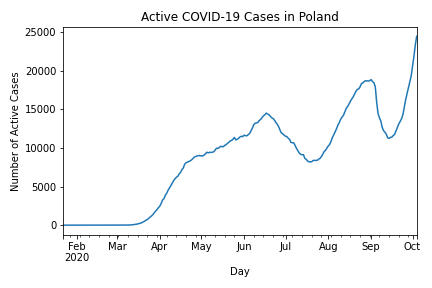 Active COVID-19 Cases in Poland
Number of Active Cases
25000
20000
15000
10000
5000
0
Feb Mar Apr May Jun Jul Aug Sep Oct
2020
Day